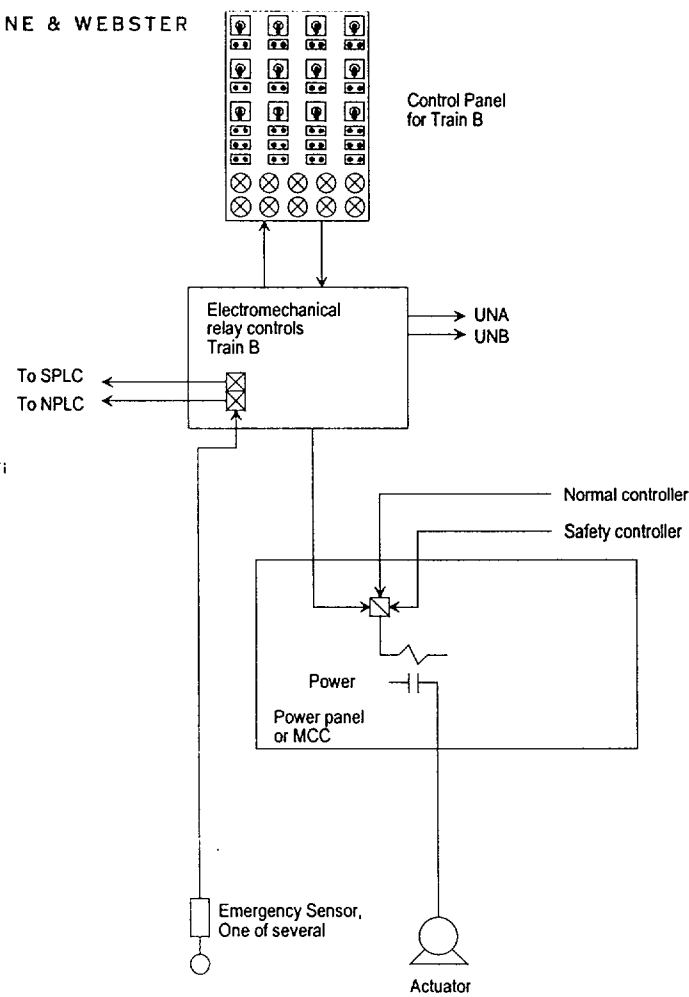 NE & WEBSTER
Control Panel
for Train B
Electromechanical
relay controls
Train B
UNA
UNB
To SPLC
To NPLC
i
Normal controller
Safety controller
Power
Power panel
or MCC
Emergency Sensor,
One of several
Actuator